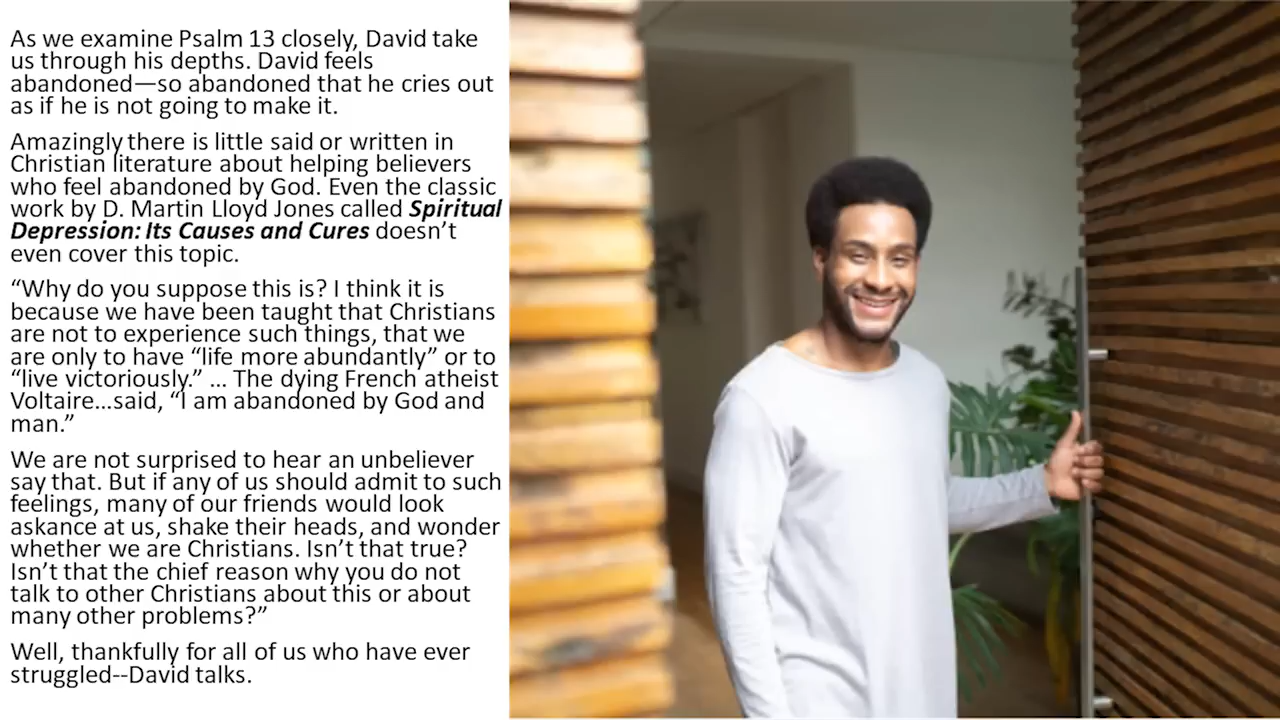 As we examine Psalm 13 closely, David take
us through his depths. David feels
abandoned—so abandoned that he cries out
as if he is not going to make it.
Amazingly there is little said or written in
Christian literature about helping believers
who feel abandoned by God. Even the classic
work by D. Martin Lloyd Jones called Spiritual
Depression: Its Causes and Cures doesn’t
even cover this topic.
“Why do you suppose this is? I think it is
because we have been taught that Christians
are not to experience such things, that we
are only to have “life more abundantly” or to
“live victoriously.” ... The dying French atheist
Voltaire...said, “I am abandoned by God and
man.”
We are not surprised to hear an unbeliever
say that. But if any of us should admit to such
feelings, many of our friends would look
askance at us, shake their heads, and wonder
whether we are Christians. Isn’t that true?
Isn’t that the chief reason why you do not
talk to other Christians about this or about
many other problems?”
Well, thankfully for all of us who have ever
struggled--David talks.